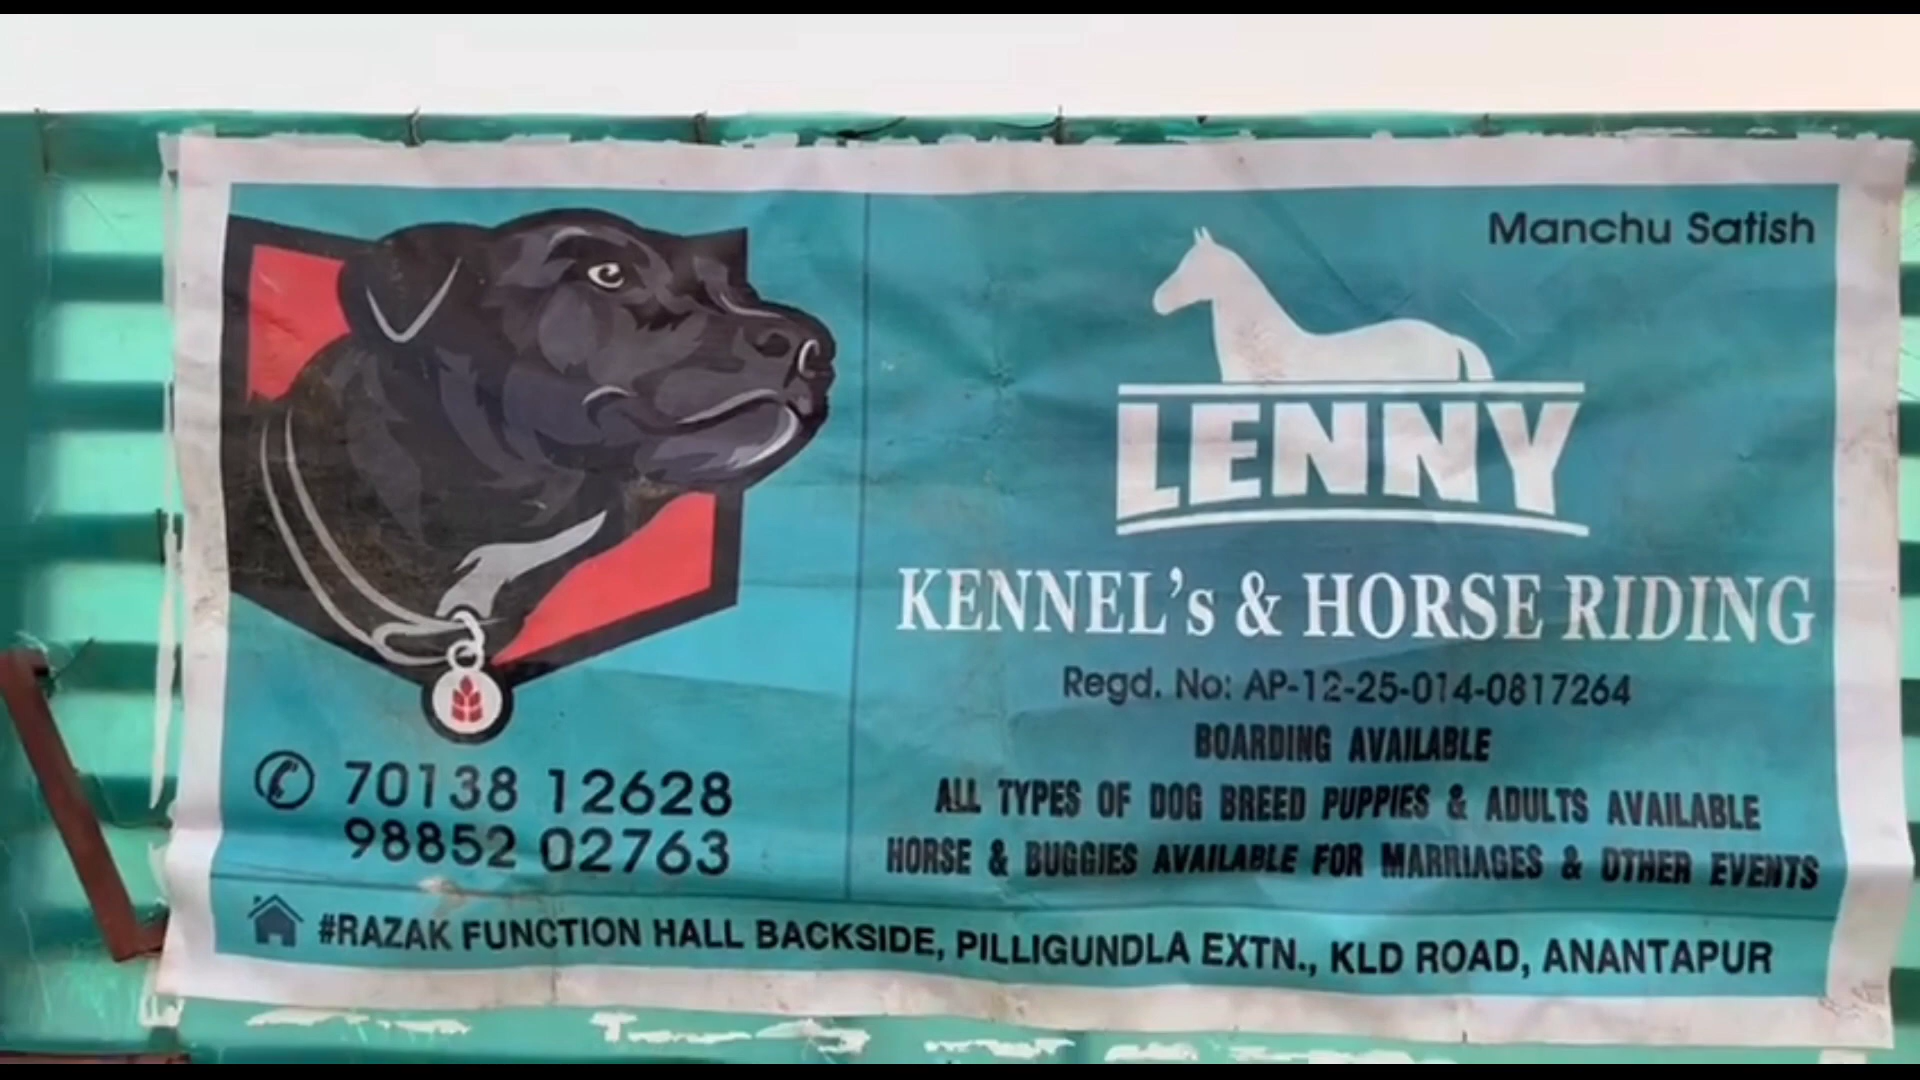 Manchu Satish
LENNY
KENNEL's & HORSE RIDING
Regd. No: AP-12-25-014-0817264
BOARDING AVAILABLE
ALL TYPES OF DOG BREED PUPPIES & ADULTS AVAILABLE
HORSE & BUGGIES AVAILABLE FOR MARRIAGES & OTHER EVENTS
70138 12628
98852 02763
#RAZAK FUNCTION HALL BACKSIDE, PILLIGUNDLA EXTN., KLD ROAD, ANANTAPUR